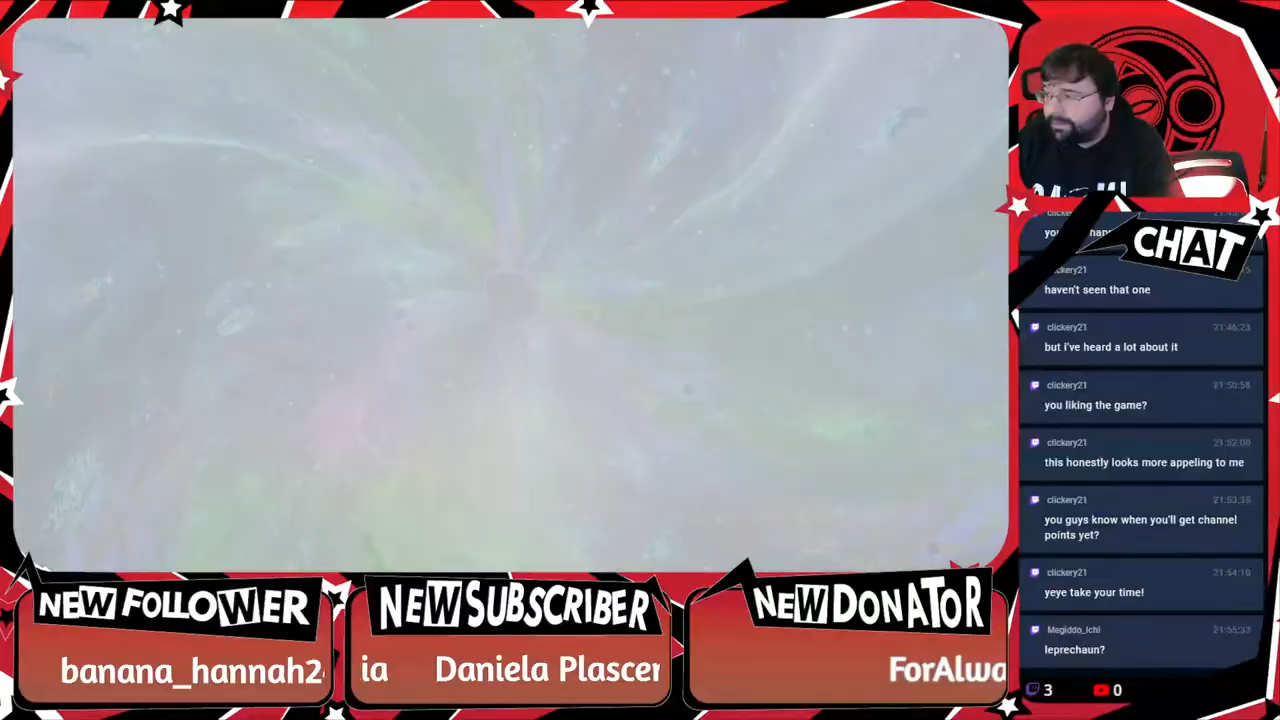 CHAT
clickery21
haven't seen that one
clickery21 21:46:23
but i've heard a lot about it
clickery21 21:50:58
you liking the game?
clickery21 21:52:00
this honestly looks more appeling to me
clickery21 21:53:35
you guys know when you'll get channel
points yet?
clickery21 21:54:16
yeye take your time!
Megiddo_Ichi 21:55:33
leprechaun?
3 0
NEW FOLLOWER
banana_hannah2
NEW SUBSCRIBER
ia Daniela Plascen
NEW DONATOR
ForAlwa